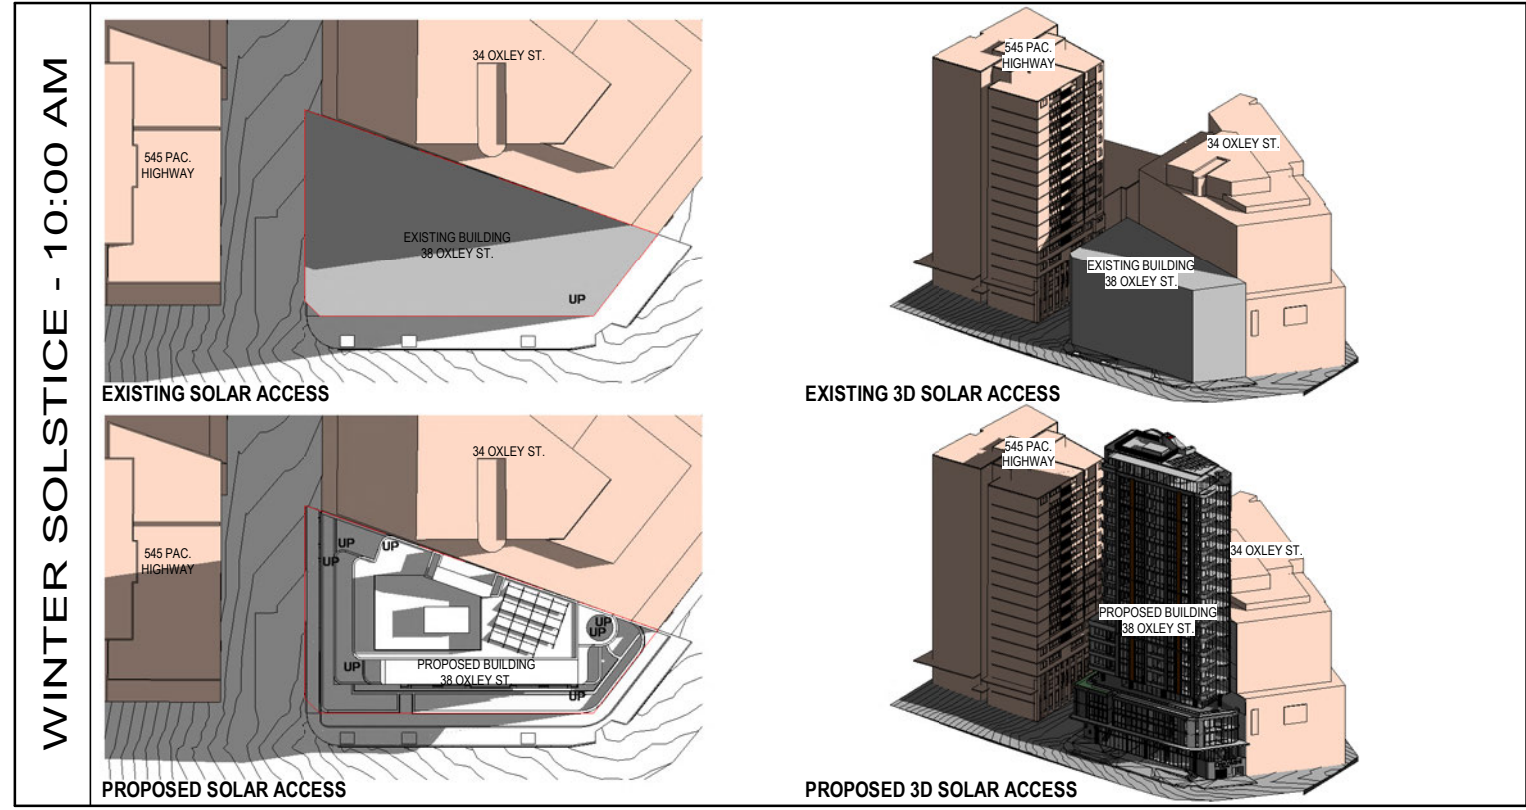 WINTER SOLSTICE - 10:00 AM
34 OXLEY ST.
545 PAC.
HIGHWAY
EXISTING BUILDING
38 OXLEY ST.
UP
EXISTING SOLAR ACCESS
545 PAC.
HIGHWAY
34 OXLEY ST.
EXISTING BUILDING
38 OXLEY ST.
EXISTING 3D SOLAR ACCESS
34 OXLEY ST.
545 PAC.
HIGHWAY
UP
UP
UP
UP
UP
UP
PROPOSED BUILDING
38 OXLEY ST.
UP
PROPOSED SOLAR ACCESS
545 PAC.
HIGHWAY
34 OXLEY ST.
PROPOSED BUILDING
38 OXLEY ST.
PROPOSED 3D SOLAR ACCESS